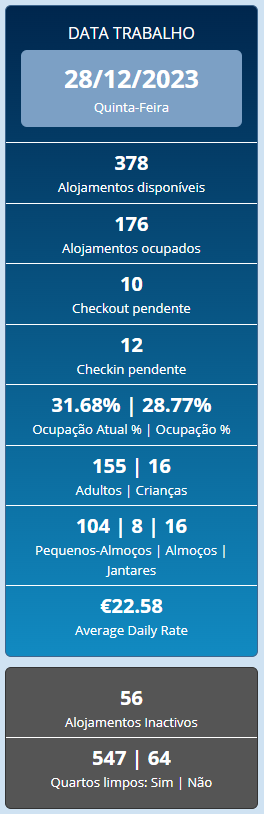 DATA TRABALHO
28/12/2023
Quinta-Feira
378
Alojamentos disponíveis
176
Alojamentos ocupados
10
Checkout pendente
12
Checkin pendente
31.68% | 28.77%
Ocupação Atual % | Ocupação %
155 | 16
Adultos | Crianças
104 | 8 | 16
Pequenos-Almoços | Almoços |
Jantares
€22.58
Average Daily Rate
56
Alojamentos Inactivos
547 | 64
Quartos limpos: Sim | Não